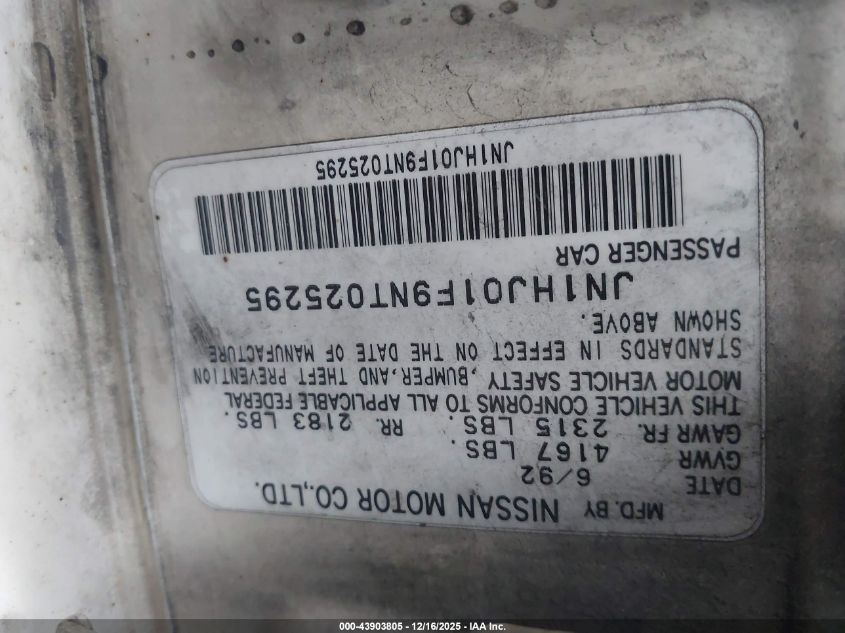 MFD.BY NISSAN MOTOR CO.,LTD.
DATE 6/92
GVWR 4167 LBS.
GAWR FR. 2315 LBS. RR. 2183 LBS.
THIS VEHICLE CONFORMS TO ALL APPLICABLE FEDERAL
MOTOR VEHICLE SAFETY, BUMPER,AND THEFT PREVENTION
STANDARDS IN EFFECT ON THE DATE OF MANUFACTURE
SHOWN ABOVE.
JN1HJ01F9NT025295
PASSENGER CAR
JN1HJ01F9NT025295
000-43903805 - 12/16/2025 - IAA Inc.